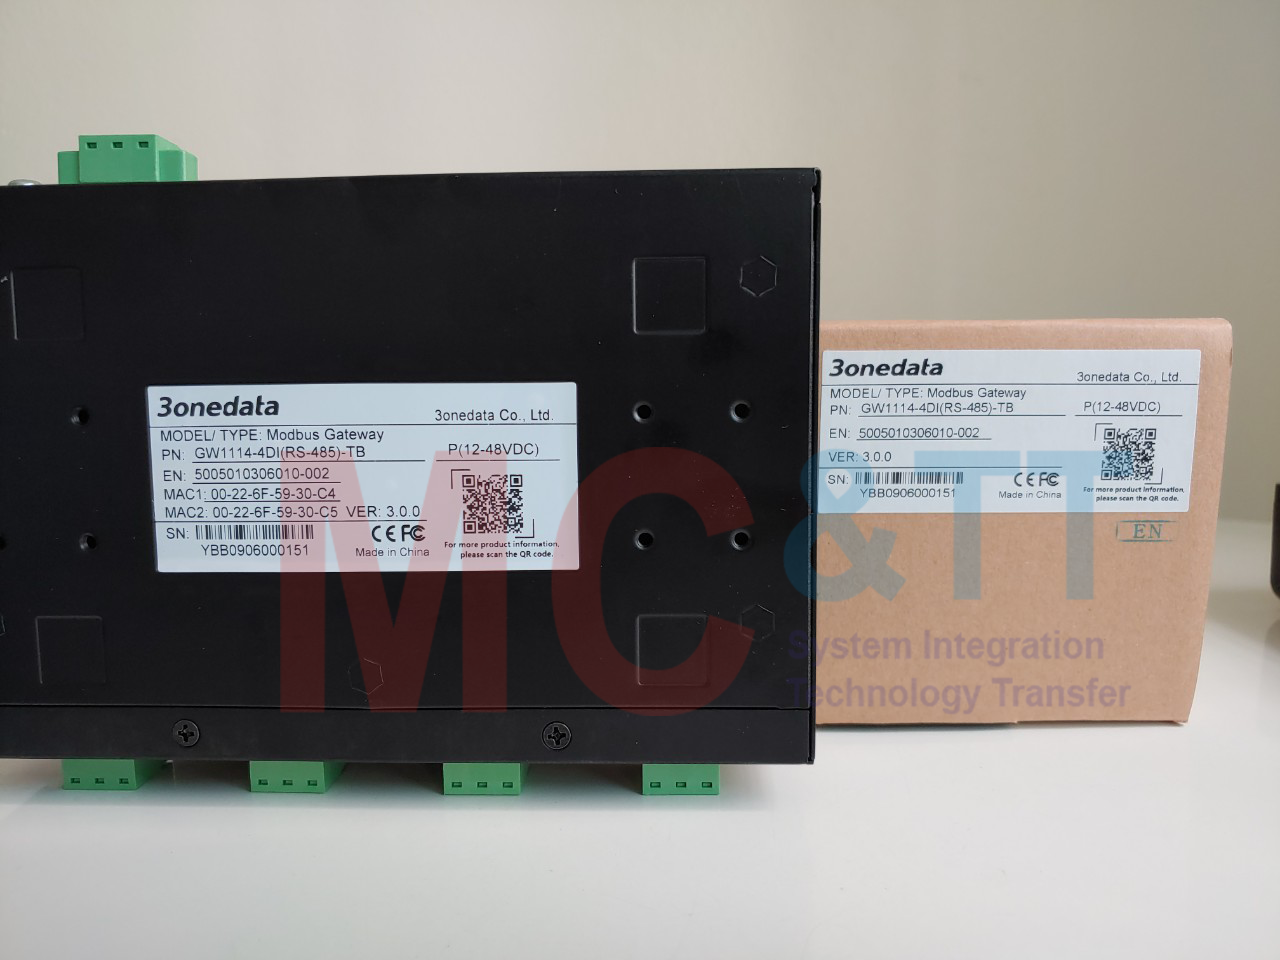 3onedata
3onedata Co., Ltd.
MODEL/ TYPE: Modbus Gateway
PN: GW1114-4DI(RS-485)-TB P(12-48VDC)
EN: 5005010306010-002
MAC1: 00-22-6F-59-30-C4
MAC2: 00-22-6F-59-30-C5 VER: 3.0.0
SN:
YBB0906000151
CE FC
Made in China
For more product information,
please scan the QR code.
3onedata
3onedata Co., Ltd.
MODEL/ TYPE: Modbus Gateway
PN: GW1114-4DI(RS-485)-TB P(12-48VDC)
EN: 5005010306010-002
VER: 3.0.0
SN:
YBB0906000151
CE FC
Made in China
For more product information,
please scan the QR code.
EN
MC&TT
System Integration
Technology Transfer